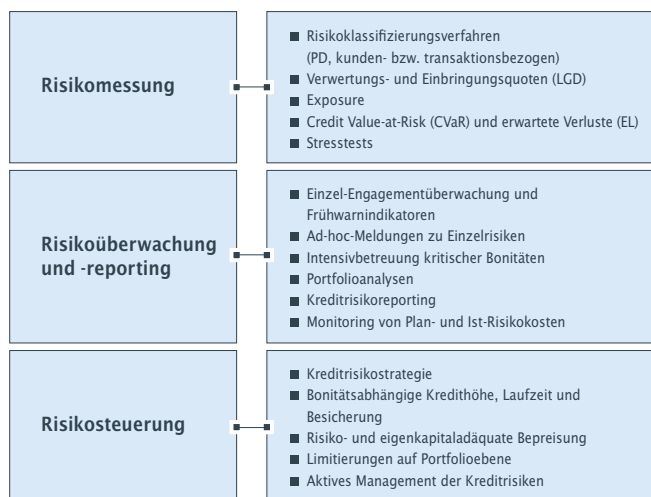 Risikomessung
■ Risikoklassifizierungsverfahren
(PD, kunden- bzw. transaktionsbezogen)
■ Verwertungs- und Einbringungsquoten (LGD)
■ Exposure
■ Credit Value-at-Risk (CVaR) und erwartete Verluste (EL)
■ Stresstests
Risikoüberwachung
und -reporting
■ Einzel-Engagementüberwachung und
Frühwarnindikatoren
■ Ad-hoc-Meldungen zu Einzelrisiken
■ Intensivbetreuung kritischer Bonitäten
■ Portfolioanalysen
■ Kreditrisikoreporting
■ Monitoring von Plan- und Ist-Risikokosten
Risikosteuerung
■ Kreditrisikostrategie
■ Bonitätsabhängige Kredithöhe, Laufzeit und
Besicherung
■ Risiko- und eigenkapitaladäquate Bepreisung
■ Limitierungen auf Portfolioebene
■ Aktives Management der Kreditrisiken